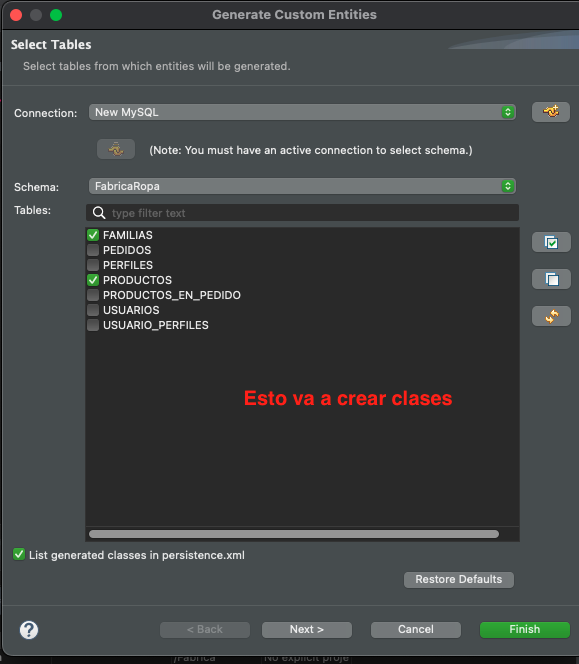 Generate Custom Entities
Select Tables
Select tables from which entities will be generated.
Connection:
New MySQL
(Note: You must have an active connection to select schema.)
Schema:
FabricaRopa
Tables:
type filter text
FAMILIAS
PEDIDOS
PERFILES
PRODUCTOS
PRODUCTOS_EN_PEDIDO
USUARIOS
USUARIO_PERFILES
Esto va a crear clases
List generated classes in persistence.xml
Restore Defaults
?
< Back
Next >
Cancel
Finish
No explicit proje